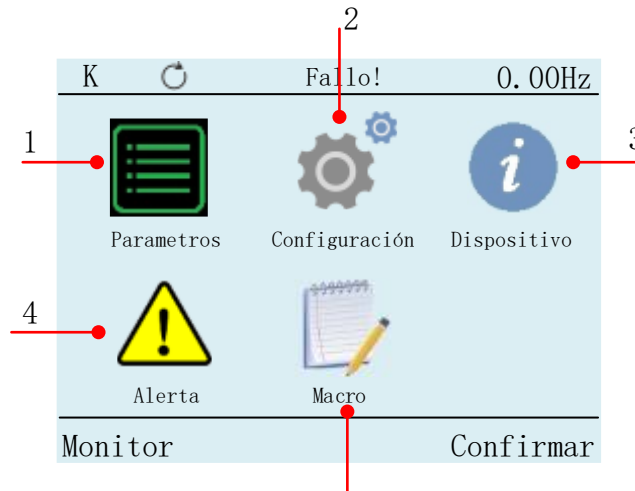 2
K Fallo! 0.00Hz
1
3
Parametros Configuración Dispositivo
4
Alerta Macro
Monitor Confirmar